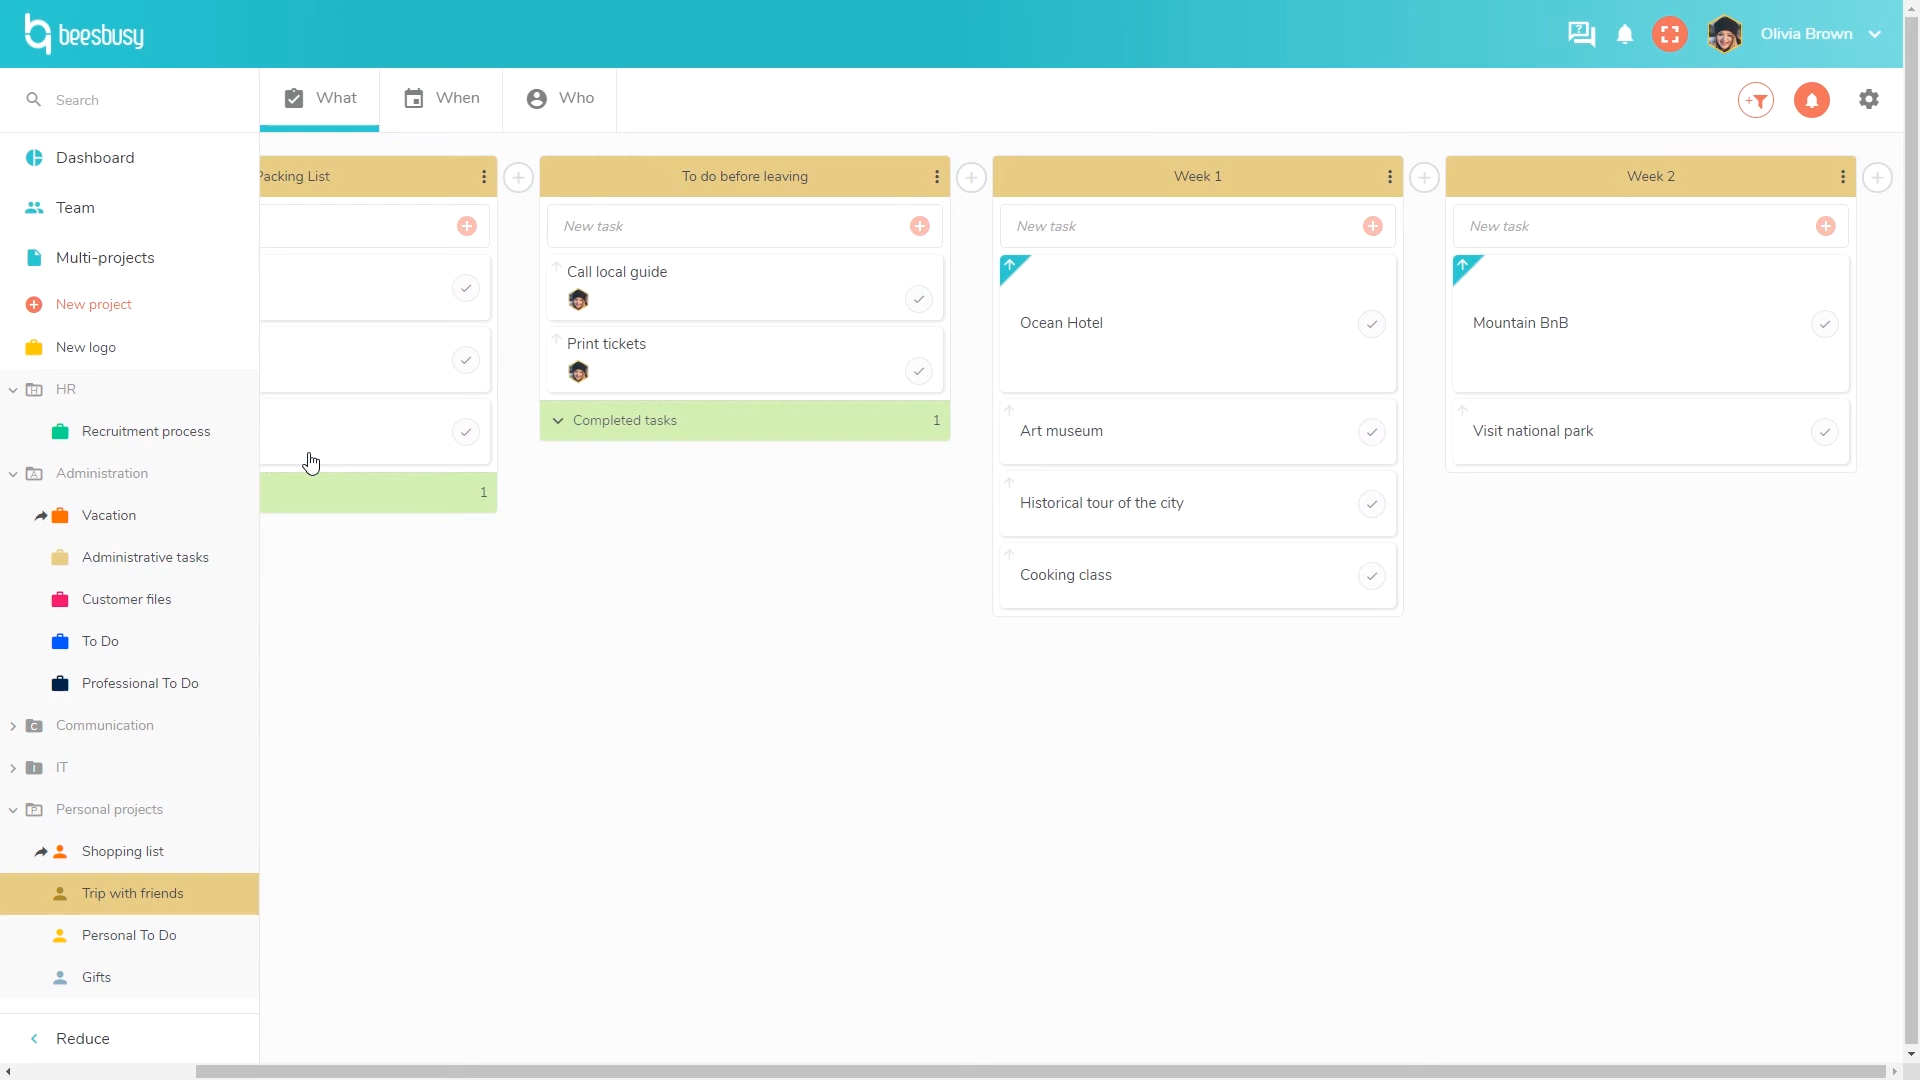 beesbusy
Olivia Brown
Search
What
When
Who
Dashboard
Team
Multi-projects
New project
New logo
HR
Recruitment process
Administration
Vacation
Administrative tasks
Customer files
To Do
Professional To Do
Communication
IT
Personal projects
Shopping list
Trip with friends
Personal To Do
Gifts
Reduce
Packing List
1
To do before leaving
New task
Call local guide
Print tickets
Completed tasks 1
Week 1
New task
Ocean Hotel
Art museum
Historical tour of the city
Cooking class
Week 2
New task
Mountain BnB
Visit national park